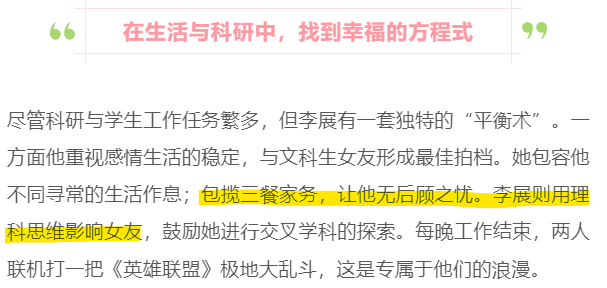 在生活与科研中，找到幸福的方程式
尽管科研与学生工作任务繁多，但李展有一套独特的“平衡术”。一
方面他重视感情生活的稳定，与文科生女友形成最佳拍档。她包容他
不同寻常的生活作息；包揽三餐家务，让他无后顾之忧。李展则用理
科思维影响女友，鼓励她进行交叉学科的探索。每晚工作结束，两人
联机打一把《英雄联盟》极地大乱斗，这是专属于他们的浪漫。